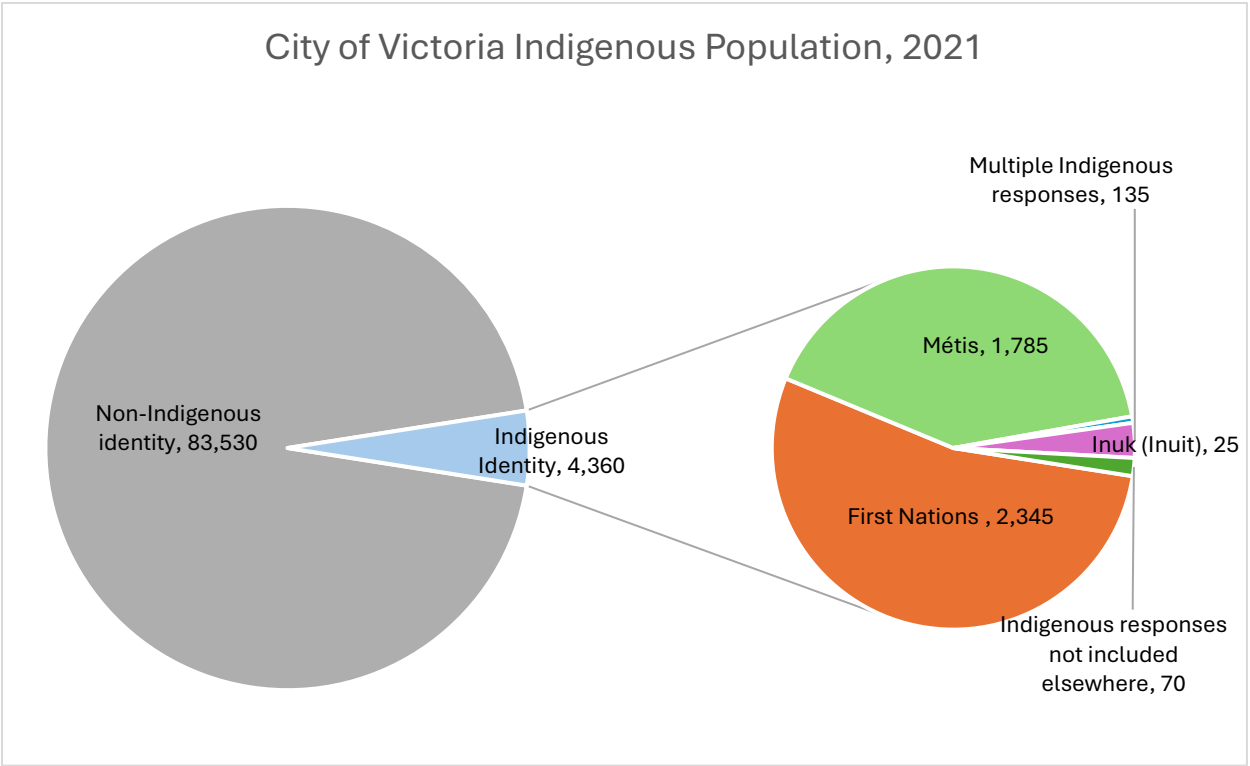 City of Victoria Indigenous Population, 2021
Multiple Indigenous
responses, 135
Métis, 1,785
Non-Indigenous
identity, 83,530
Indigenous
Identity, 4,360
Inuk (Inuit), 25
First Nations , 2,345
Indigenous responses
not included
elsewhere, 70